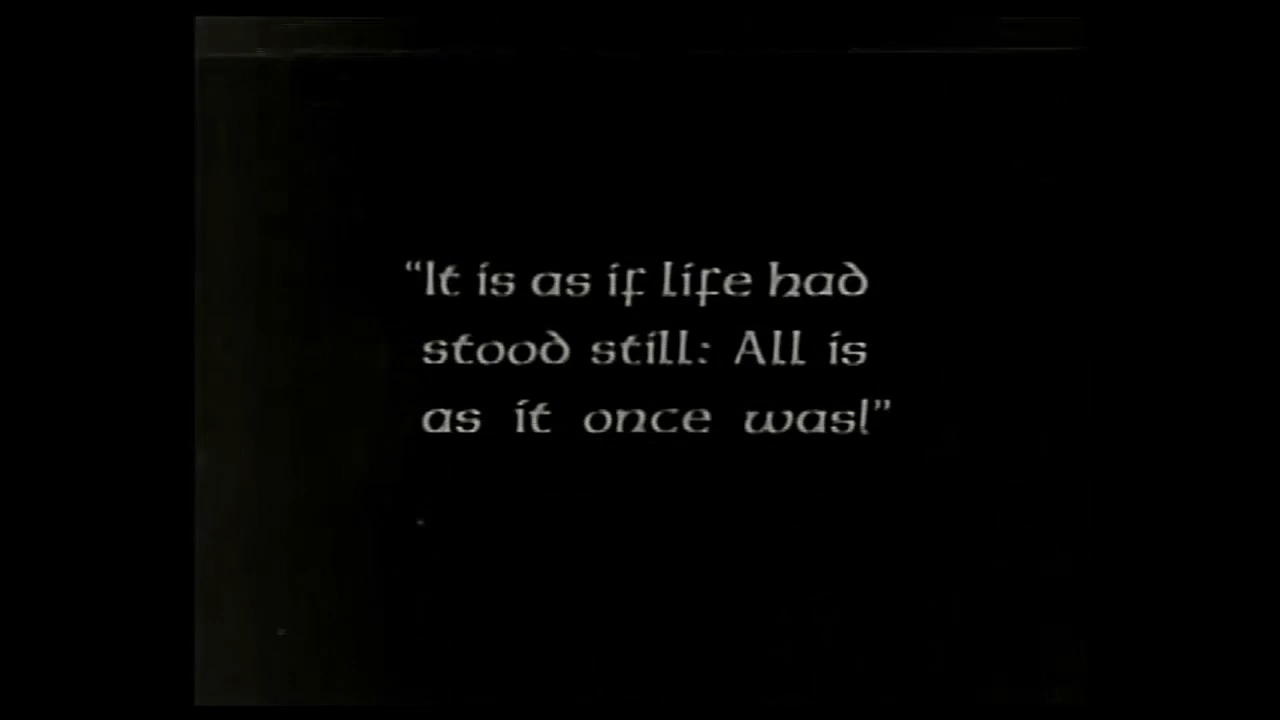 “It is as if life had
stood still: All is
as it once was!”